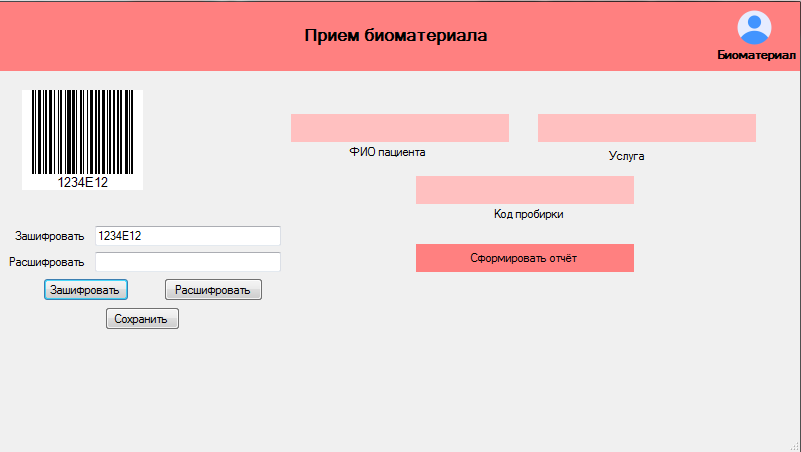 Прием биоматериала
Биоматериал
1234E12
ФИО пациента
Услуга
Код пробирки
Зашифровать
1234E12
Расшифровать
Сформировать отчёт
Зашифровать
Расшифровать
Сохранить